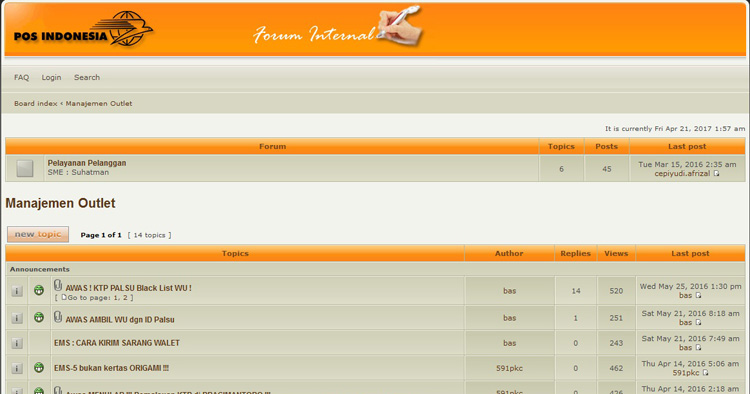 POS INDONESIA
Forum Internal
FAQ Login Search
Board index ‹ Manajemen Outlet
It is currently Fri Apr 21, 2017 1:57 am
Forum Topics Posts Last post
Pelayanan Pelanggan
SME : Suhatman
6 45
Tue Mar 15, 2016 2:35 am
cepiyudi.afrizal
Manajemen Outlet
new topic Page 1 of 1 [ 14 topics ]
Topics Author Replies Views Last post
Announcements
AWAS ! KTP PALSU Black List WU !
[ Go to page: 1, 2 ]
bas 14 520
Wed May 25, 2016 1:30 pm
bas
AWAS AMBIL WU dgn ID Palsu
bas 1 251
Sat May 21, 2016 8:18 am
bas
EMS : CARA KIRIM SARANG WALET
bas 0 243
Sat May 21, 2016 7:49 am
bas
EMS-5 bukan kertas ORIGAMI !!!
591pkc 0 462
Thu Apr 14, 2016 5:06 am
591pkc
Awas MENULAR !!! Pemalsuan KTP di PRACIMANTORO !!!
591pkc 0 426
Thu Apr 14, 2016 2:18 am